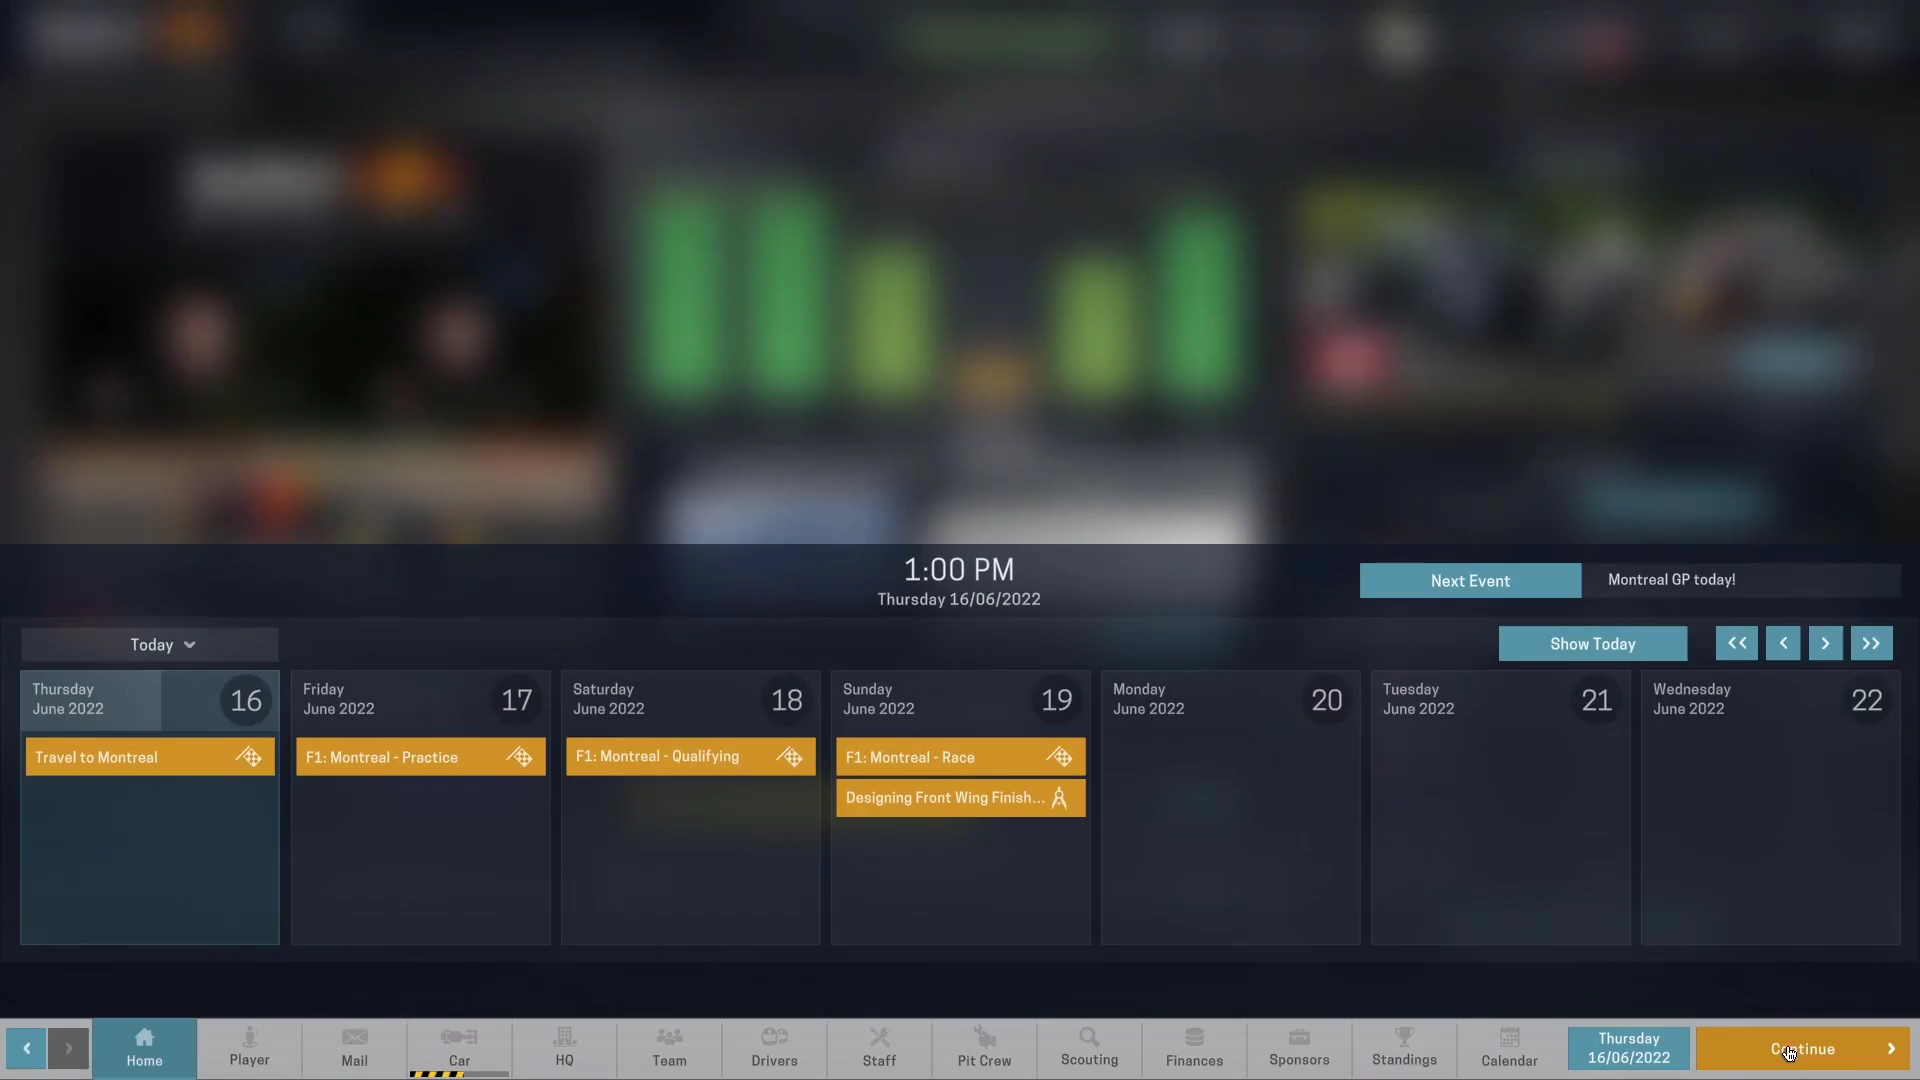 1:00 PM
Thursday 16/06/2022
Next Event
Montreal GP today!
Today
Show Today
Thursday
June 2022
16
Friday
June 2022
17
Saturday
June 2022
18
Sunday
June 2022
19
Monday
June 2022
20
Tuesday
June 2022
21
Wednesday
June 2022
22
Travel to Montreal
F1: Montreal - Practice
F1: Montreal - Qualifying
F1: Montreal - Race
Designing Front Wing Finish...
Home
Player
Mail
Car
HQ
Team
Drivers
Staff
Pit Crew
Scouting
Finances
Sponsors
Standings
Calendar
Thursday
16/06/2022
Continue